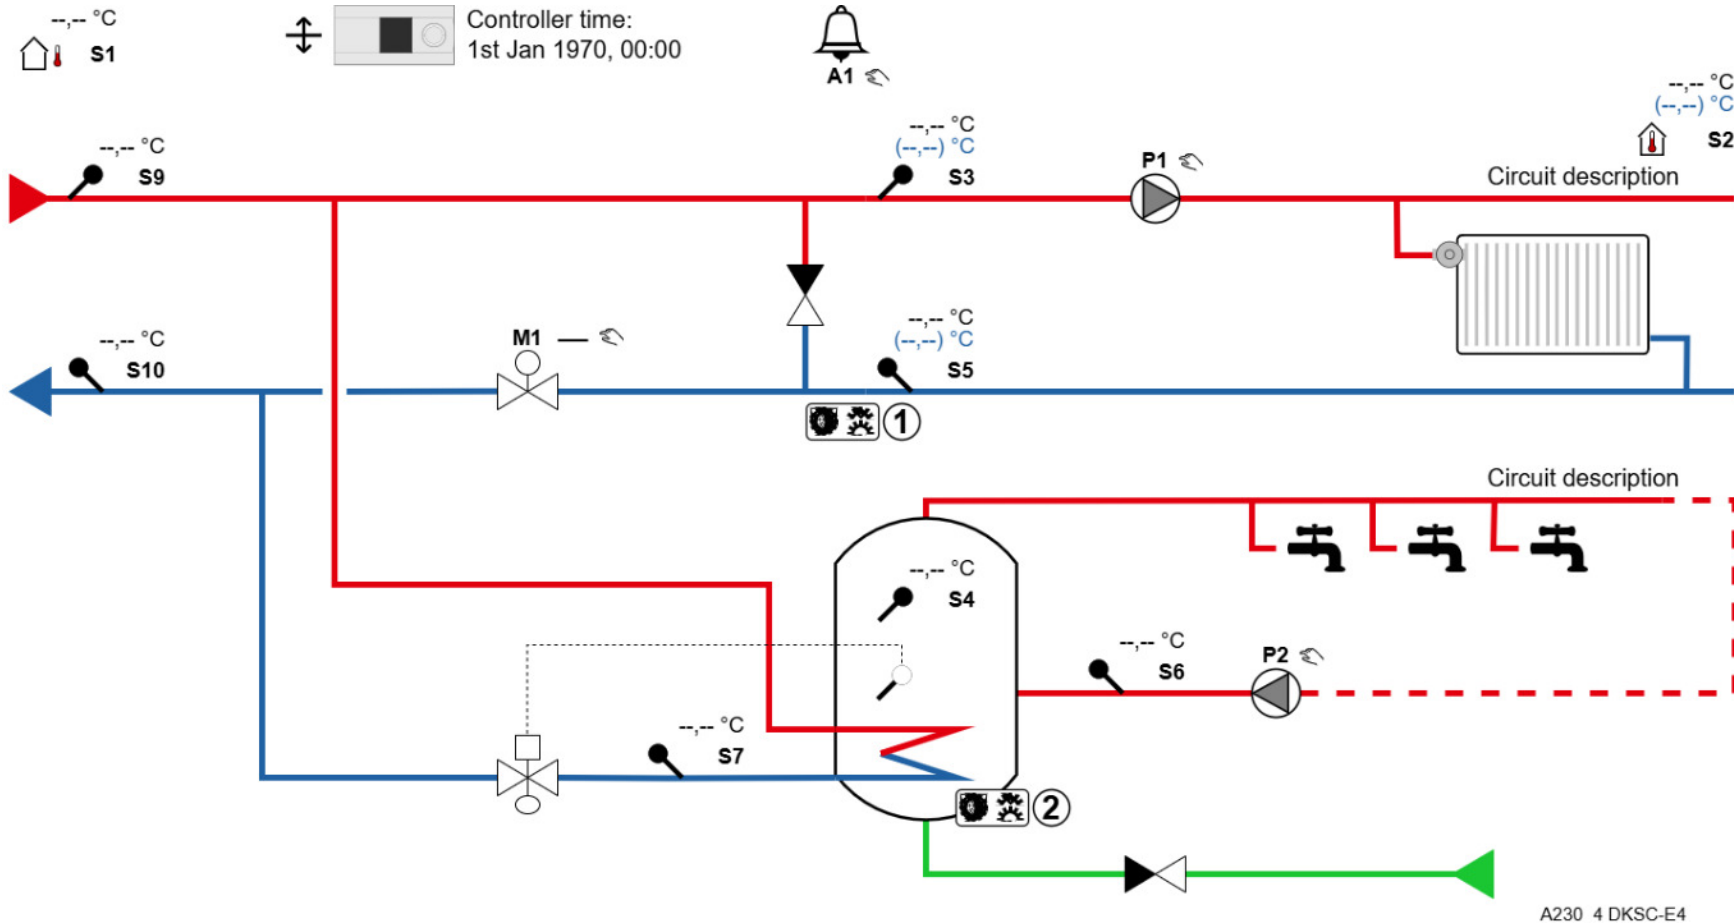 --,-- °C
S1
Controller time:
1st Jan 1970, 00:00
A1
--,-- °C
(--,--) °C
S2
--,-- °C
S9
--,-- °C
(--,--) °C
S3
P1
Circuit description
--,-- °C
S10
M1
--,-- °C
(--,--) °C
S5
1
Circuit description
--,-- °C
S4
--,-- °C
S6
P2
--,-- °C
S7
2
A230 4 DKSC-E4